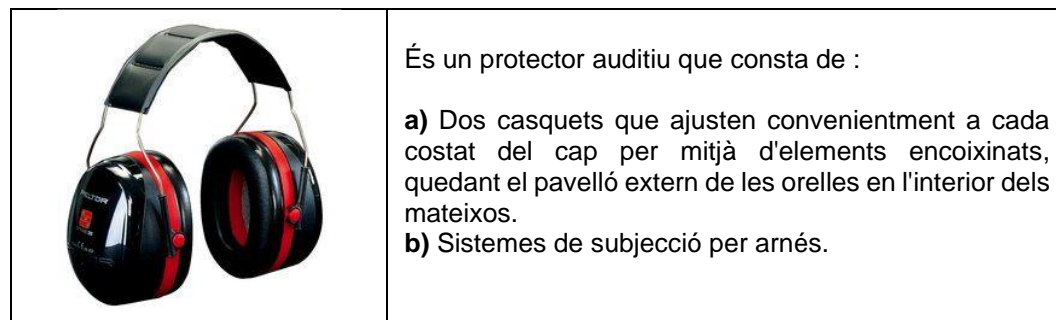 És un protector auditiu que consta de :
a) Dos casquets que ajusten convenientment a cada
costat del cap per mitjà d'elements encoixinats,
quedant el pavelló extern de les orelles en l'interior dels
mateixos.
b) Sistemes de subjecció per arnés.
PELTOR